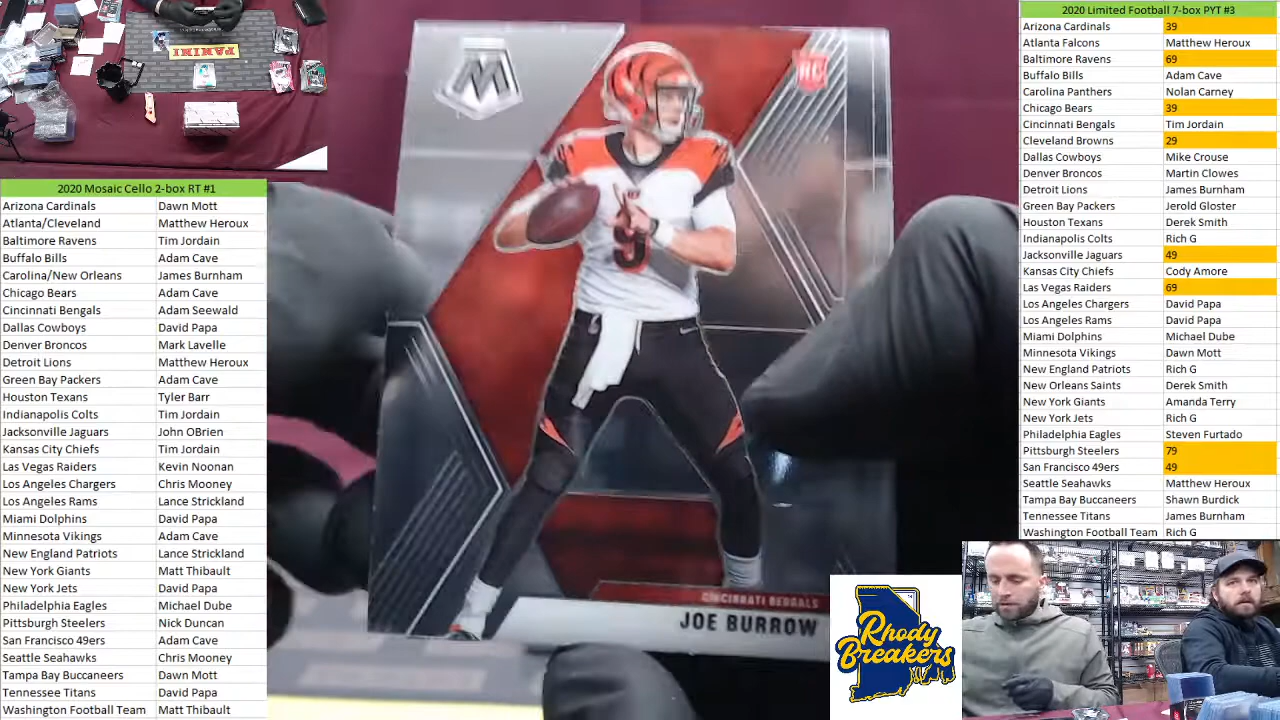 PANINI
2020 Mosaic Cello 2-box RT #1
Arizona Cardinals Dawn Mott
Atlanta/Cleveland Matthew Heroux
Baltimore Ravens Tim Jordain
Buffalo Bills Adam Cave
Carolina/New Orleans James Burnham
Chicago Bears Adam Cave
Cincinnati Bengals Adam Seewald
Dallas Cowboys David Papa
Denver Broncos Mark Lavelle
Detroit Lions Matthew Heroux
Green Bay Packers Adam Cave
Houston Texans Tyler Barr
Indianapolis Colts Tim Jordain
Jacksonville Jaguars John OBrien
Kansas City Chiefs Tim Jordain
Las Vegas Raiders Kevin Noonan
Los Angeles Chargers Chris Mooney
Los Angeles Rams Lance Strickland
Miami Dolphins David Papa
Minnesota Vikings Adam Cave
New England Patriots Lance Strickland
New York Giants Matt Thibault
New York Jets David Papa
Philadelphia Eagles Michael Dube
Pittsburgh Steelers Nick Duncan
San Francisco 49ers Adam Cave
Seattle Seahawks Chris Mooney
Tampa Bay Buccaneers Dawn Mott
Tennessee Titans David Papa
Washington Football Team Matt Thibault
M
RC
9
CINCINNATI BENGALS
JOE BURROW
2020 Limited Football 7-box PYT #3
Arizona Cardinals 39
Atlanta Falcons Matthew Heroux
Baltimore Ravens 69
Buffalo Bills Adam Cave
Carolina Panthers Nolan Carney
Chicago Bears 39
Cincinnati Bengals Tim Jordain
Cleveland Browns 29
Dallas Cowboys Mike Crouse
Denver Broncos Martin Clowes
Detroit Lions James Burnham
Green Bay Packers Jerold Gloster
Houston Texans Derek Smith
Indianapolis Colts Rich G
Jacksonville Jaguars 49
Kansas City Chiefs Cody Amore
Las Vegas Raiders 69
Los Angeles Chargers David Papa
Los Angeles Rams David Papa
Miami Dolphins Michael Dube
Minnesota Vikings Dawn Mott
New England Patriots Rich G
New Orleans Saints Derek Smith
New York Giants Amanda Terry
New York Jets Rich G
Philadelphia Eagles Steven Furtado
Pittsburgh Steelers 79
San Francisco 49ers 49
Seattle Seahawks Matthew Heroux
Tampa Bay Buccaneers Shawn Burdick
Tennessee Titans James Burnham
Washington Football Team Rich G
Rhody
Breakers